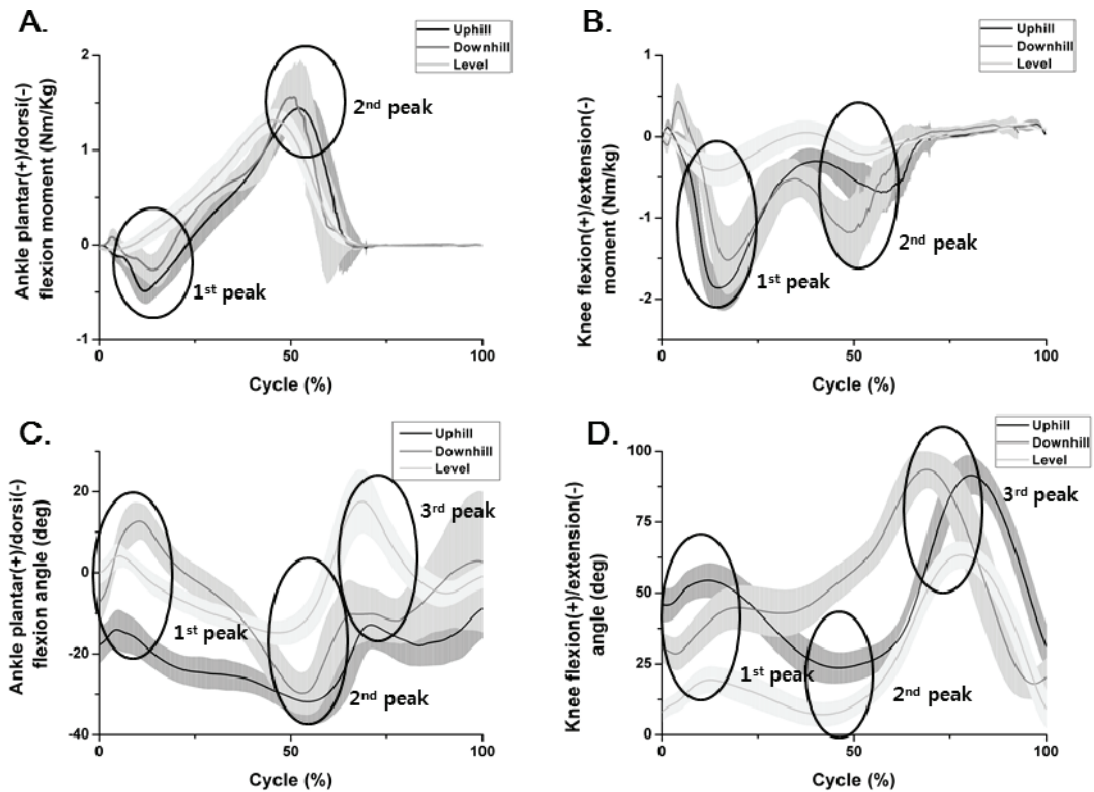 A.
Uphill
Downhill
Level
Ankle plantar(+)/dorsi(-)
flexion moment (Nm/Kg)
2
1
0
-1
2nd peak
1st peak
0
50
100
Cycle (%)
B.
Uphill
Downhill
Level
Knee flexion(+)/extension(-)
moment (Nm/kg)
1
0
-1
-2
1st peak
2nd peak
0
50
100
Cycle (%)
C.
Uphill
Downhill
Level
Ankle plantar(+)/dorsi(-)
flexion angle (deg)
20
0
-20
-40
3rd peak
1st peak
2nd peak
0
50
100
Cycle (%)
D.
Uphill
Downhill
Level
Knee flexion(+)/extension(-)
angle (deg)
100
75
50
25
0
3rd peak
1st peak
2nd peak
0
50
100
Cycle (%)